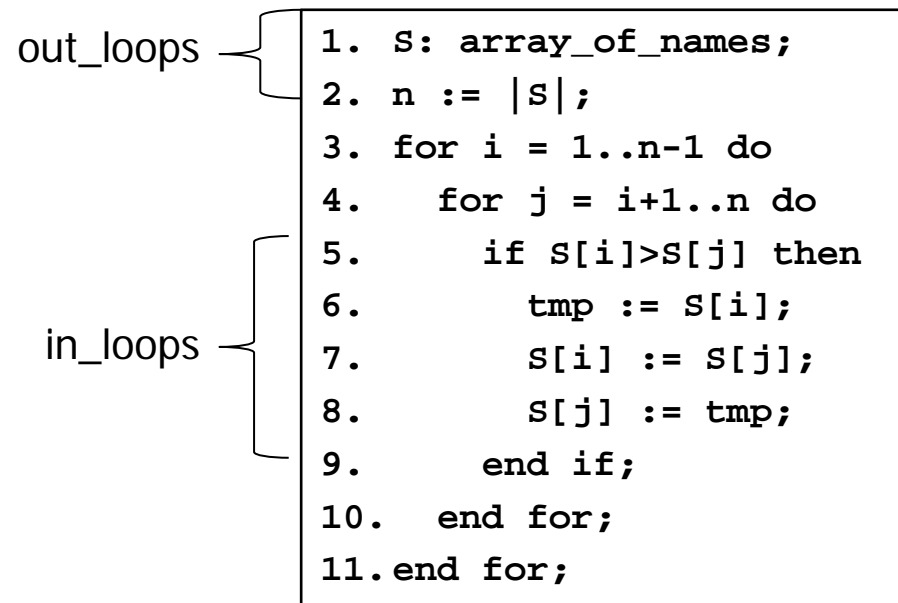 out_loops
1. S: array_of_names;
2. n := |S|;
3. for i = 1..n-1 do
4. for j = i+1..n do
in_loops
5. if S[i]>S[j] then
6. tmp := S[i];
7. S[i] := S[j];
8. S[j] := tmp;
9. end if;
10. end for;
11.end for;